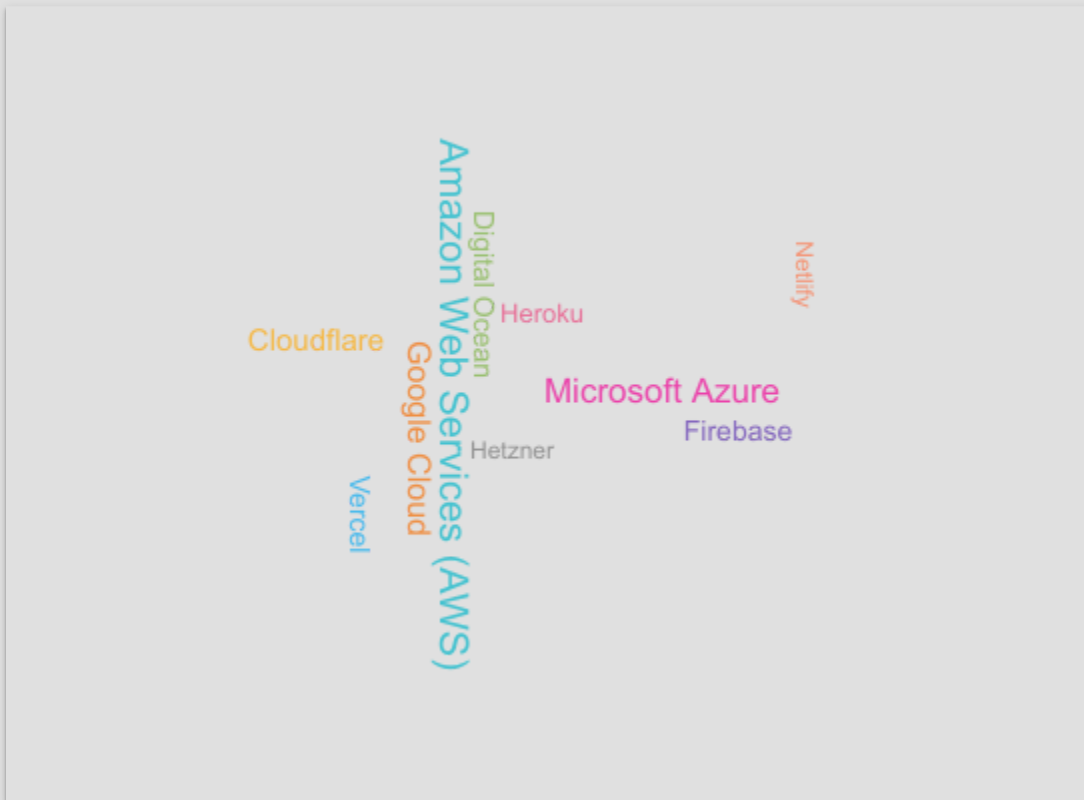 Amazon Web Services (AWS)
Digital Ocean
Netlify
Heroku
Cloudflare
Google Cloud
Microsoft Azure
Firebase
Hetzner
Vercel